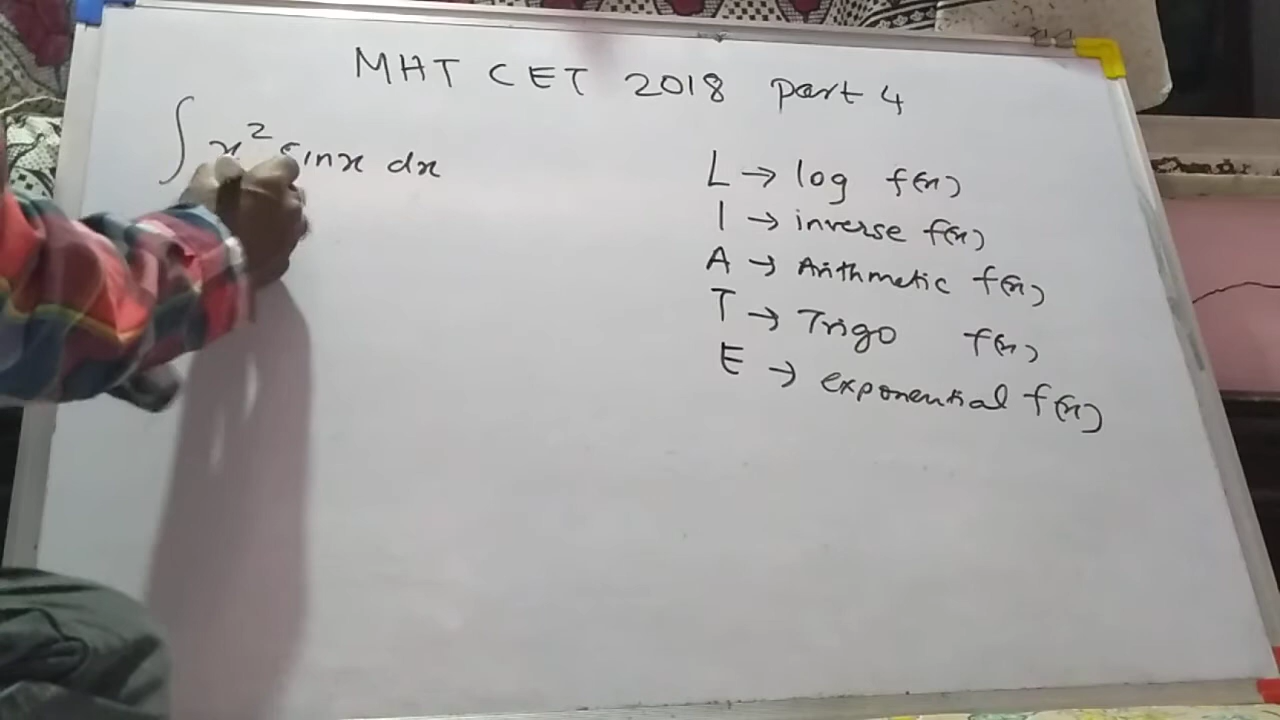 MHT CET 2018 part 4
∫ x² sinx dx
L → log f(x)
I → inverse f(x)
A → Arithmetic f(x)
T → Trigo f(x)
E → exponential f(x)